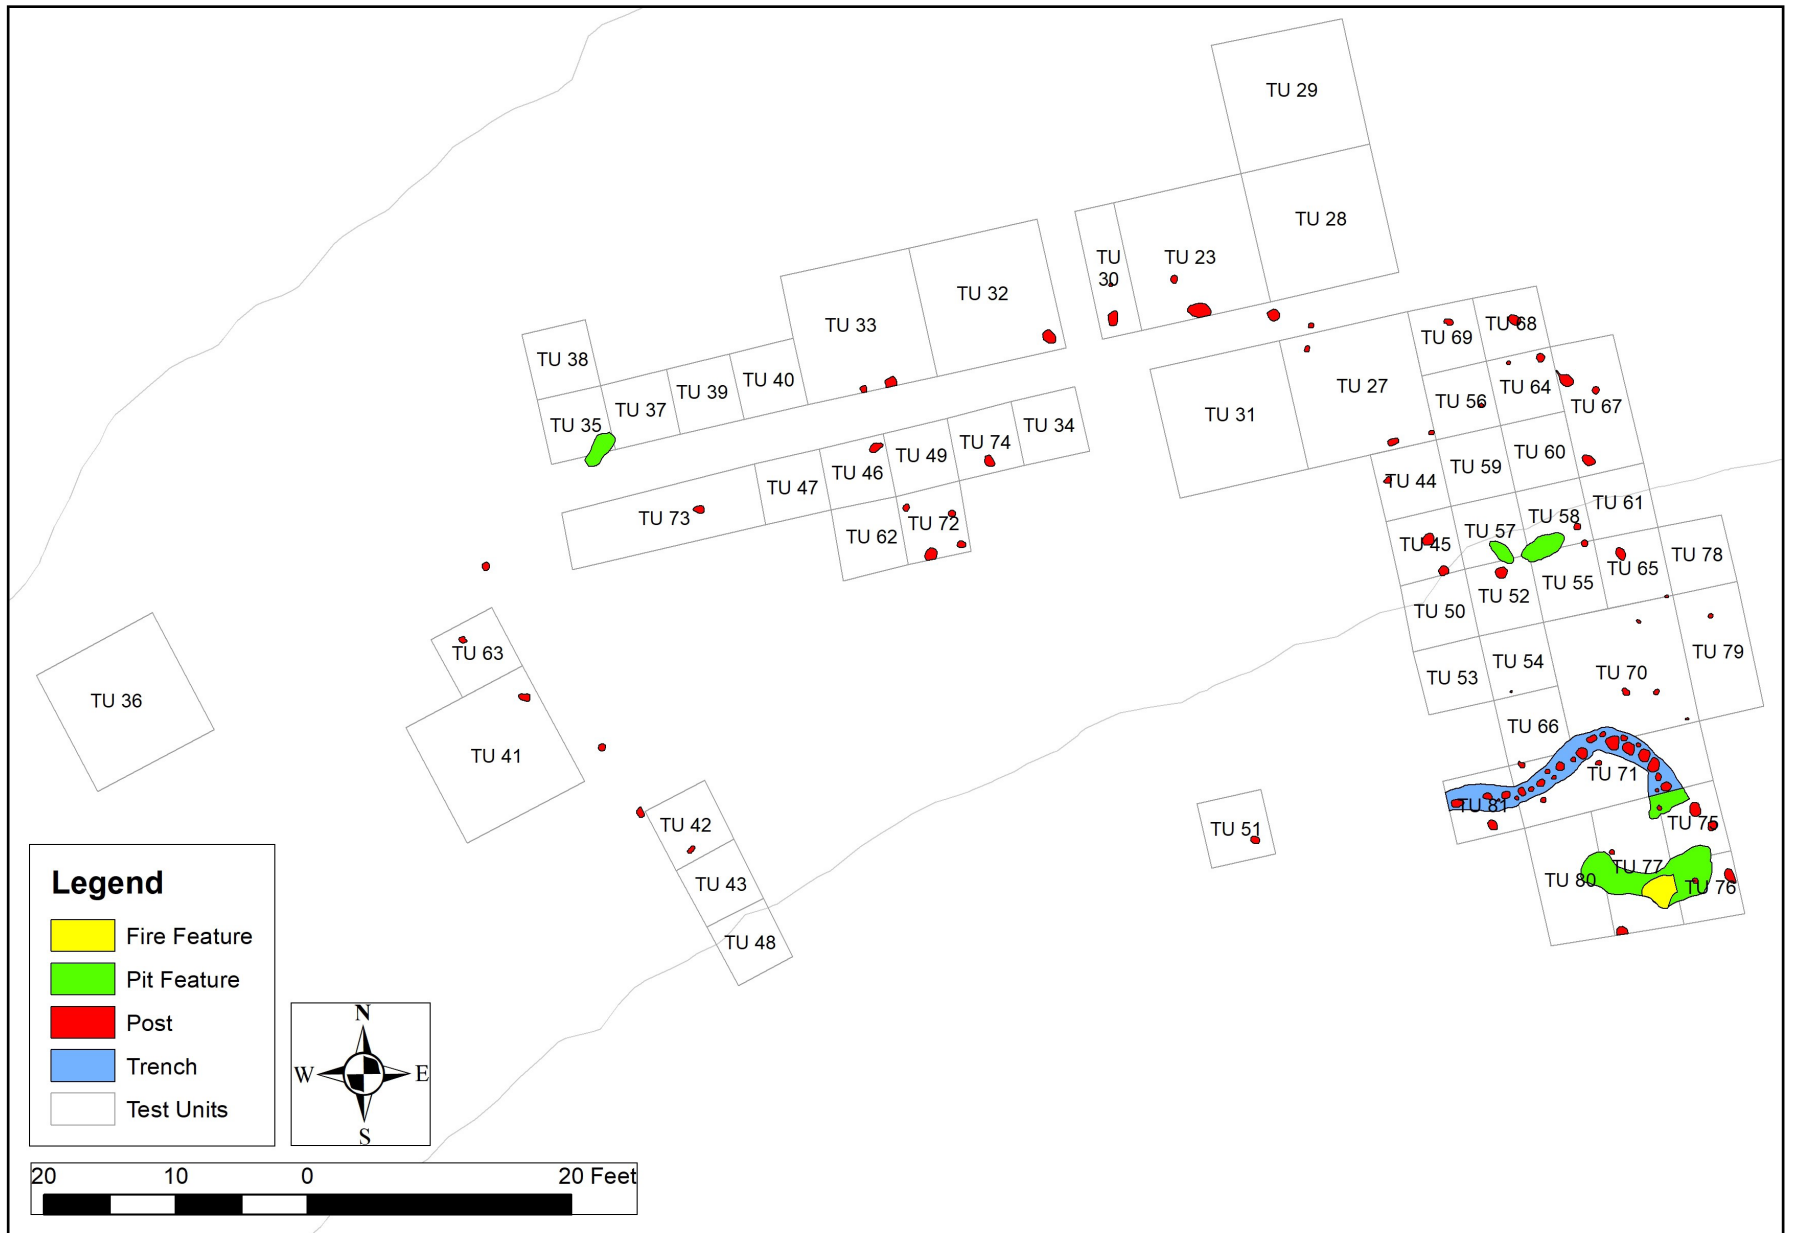 TU 29
TU 28
TU
30
TU 23
TU 32
TU 33
TU 38
TU 40
TU 39
TU 37
TU 35
TU 69
TU 68
TU 27
TU 31
TU 56
TU 64
TU 67
TU 34
TU 74
TU 49
TU 46
TU 47
TU 73
TU 62
TU 72
TU 44
TU 59
TU 60
TU 61
TU 45
TU 57
TU 58
TU 50
TU 52
TU 55
TU 65
TU 78
TU 53
TU 54
TU 70
TU 79
TU 66
TU 63
TU 36
TU 41
TU 71
TU 81
TU 42
TU 51
TU 75
TU 43
TU 80
TU 77
TU 76
TU 48
Legend
Fire Feature
Pit Feature
Post
Trench
Test Units
N
W
E
S
20 10 0 20 Feet